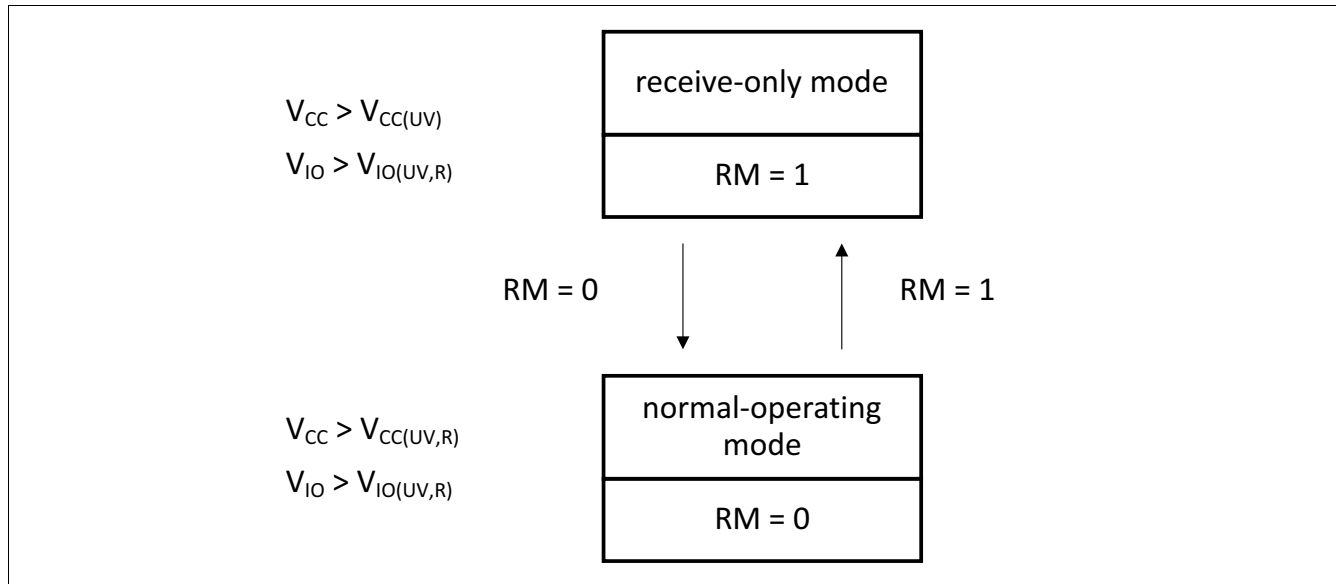 receive-only mode
V_CC > V_CC(UV)
V_IO > V_IO(UV,R)
RM = 1
RM = 0
RM = 1
normal-operating
mode
V_CC > V_CC(UV,R)
V_IO > V_IO(UV,R)
RM = 0